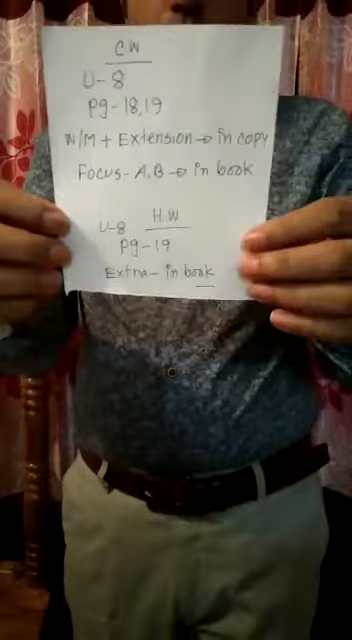 CW
U-8
Pg-18,19
W/M + Extension → in copy
Focus- A,B → in book
H.W
U-8
Pg-19
Extra- in book